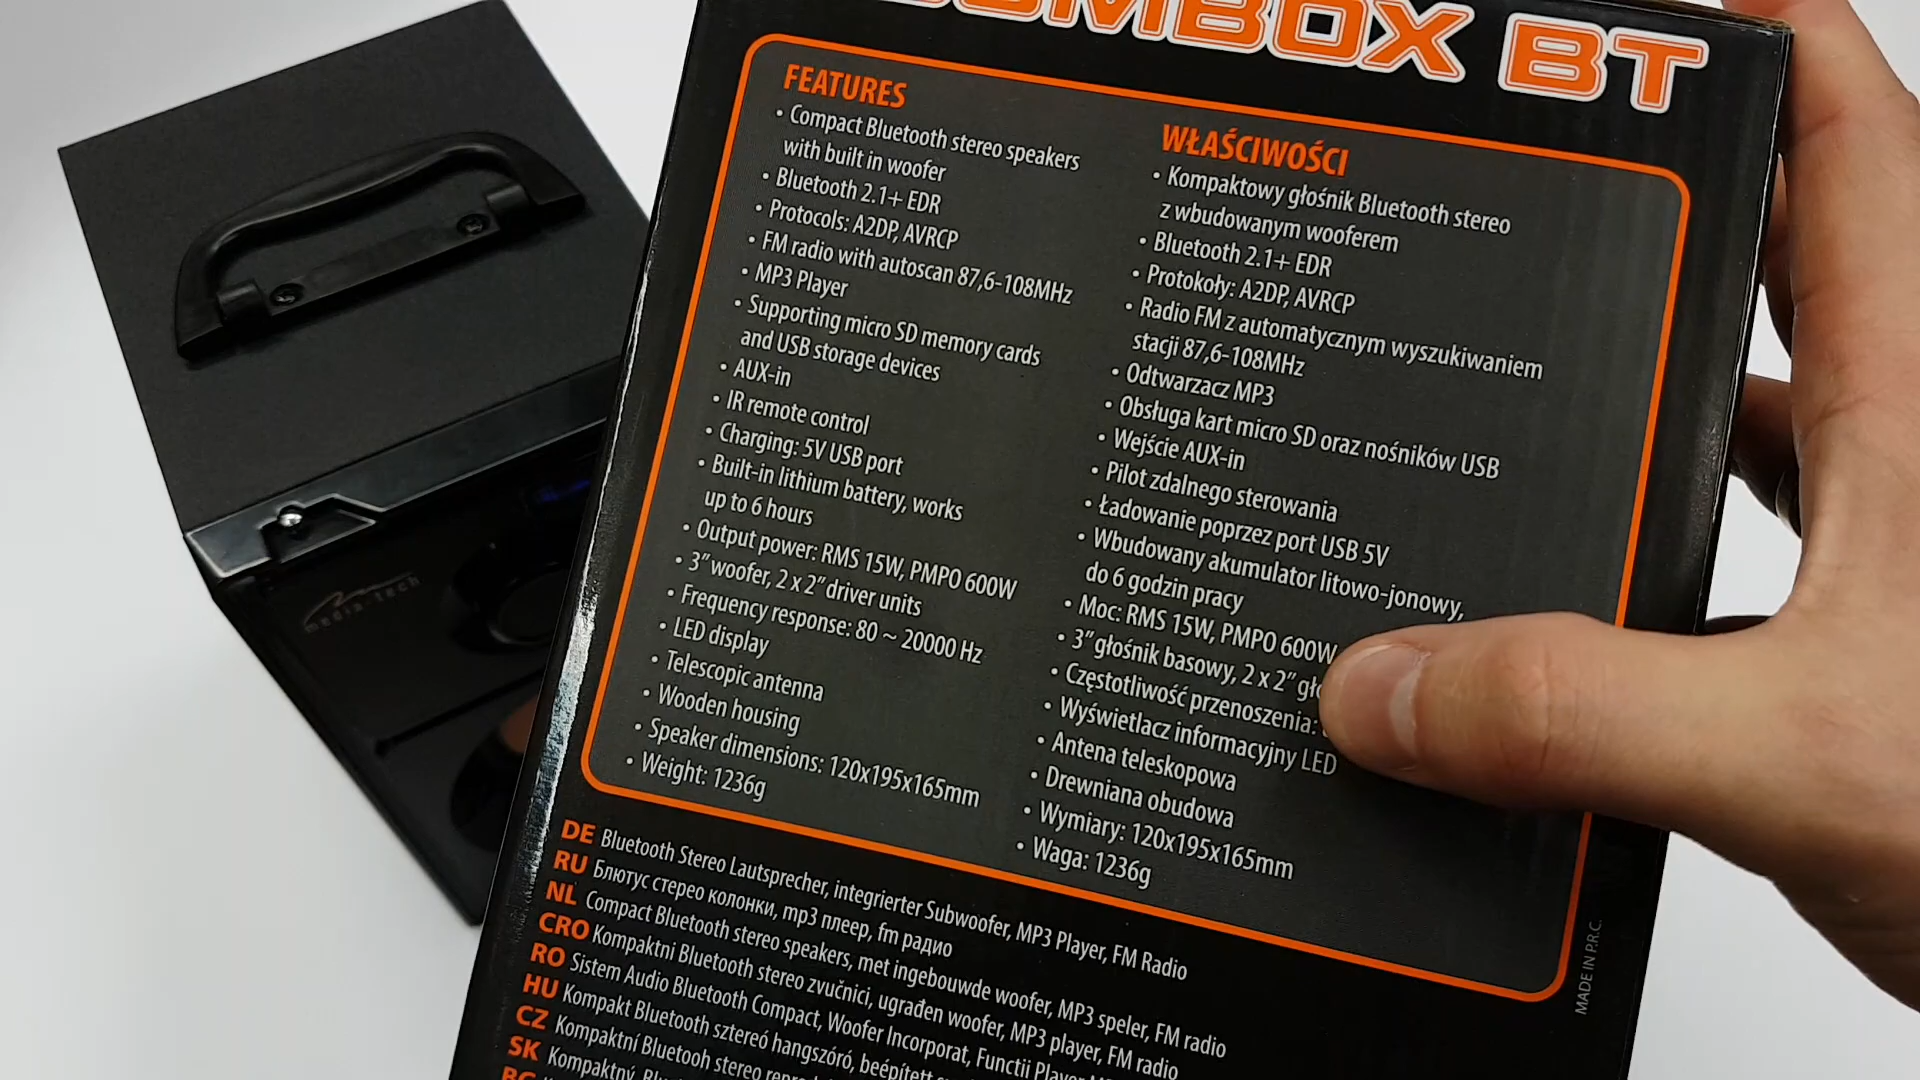 BOX BT
FEATURES
• Compact Bluetooth stereo speakers
with built in woofer
• Bluetooth 2.1+ EDR
• Protocols: A2DP, AVRCP
• FM radio with autoscan 87,6-108MHz
• MP3 Player
• Supporting micro SD memory cards
and USB storage devices
• AUX-in
• IR remote control
• Charging: 5V USB port
• Built-in lithium battery, works
up to 6 hours
• Output power: RMS 15W, PMPO 600W
• 3” woofer, 2 x 2” driver units
• Frequency response: 80 ~ 20000 Hz
• LED display
• Telescopic antenna
• Wooden housing
• Speaker dimensions: 120x195x165mm
• Weight: 1236g
WŁAŚCIWOŚCI
• Kompaktowy głośnik Bluetooth stereo
z wbudowanym wooferem
• Bluetooth 2.1+ EDR
• Protokoły: A2DP, AVRCP
• Radio FM z automatycznym wyszukiwaniem
stacji 87,6-108MHz
• Odtwarzacz MP3
• Obsługa kart micro SD oraz nośników USB
• Wejście AUX-in
• Pilot zdalnego sterowania
• Ładowanie poprzez port USB 5V
• Wbudowany akumulator litowo-jonowy,
do 6 godzin pracy
• Moc: RMS 15W, PMPO 600W
• 3” głośnik basowy, 2 x 2”
• Częstotliwość przenoszenia:
• Wyświetlacz informacyjny LED
• Antena teleskopowa
• Drewniana obudowa
• Wymiary: 120x195x165mm
• Waga: 1236g
DE Bluetooth Stereo Lautsprecher, integrierter Subwoofer, MP3 Player, FM Radio
RU Блютус стерео колонки, mp3 плеер, fm радио
NL Compact Bluetooth stereo speakers, met ingebouwde woofer, MP3 speler, FM radio
CRO Kompaktni Bluetooth stereo zvučnici, ugrađen woofer, MP3 player, FM radio
RO Sistem Audio Bluetooth Compact, Woofer Incorporat, Functii Player
HU Kompakt Bluetooth sztereó hangszóró, beépített
CZ Kompaktní Bluetooh stereo
SK Kompaktný
MADE IN P.R.C.
media-tech